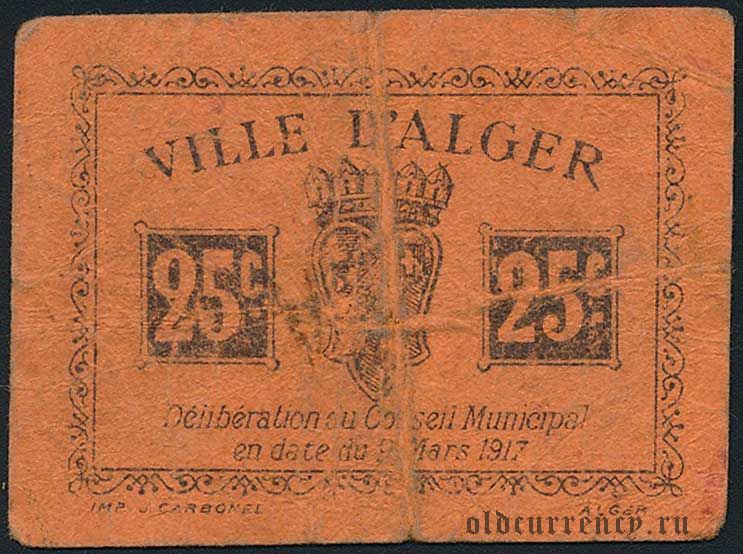 VILLE D'ALGER
25c. 25c.
Délibération du Conseil Municipal
en date du 9 Mars 1917
IMP. J. CARBONEL ALGER
oldcurrency.ru